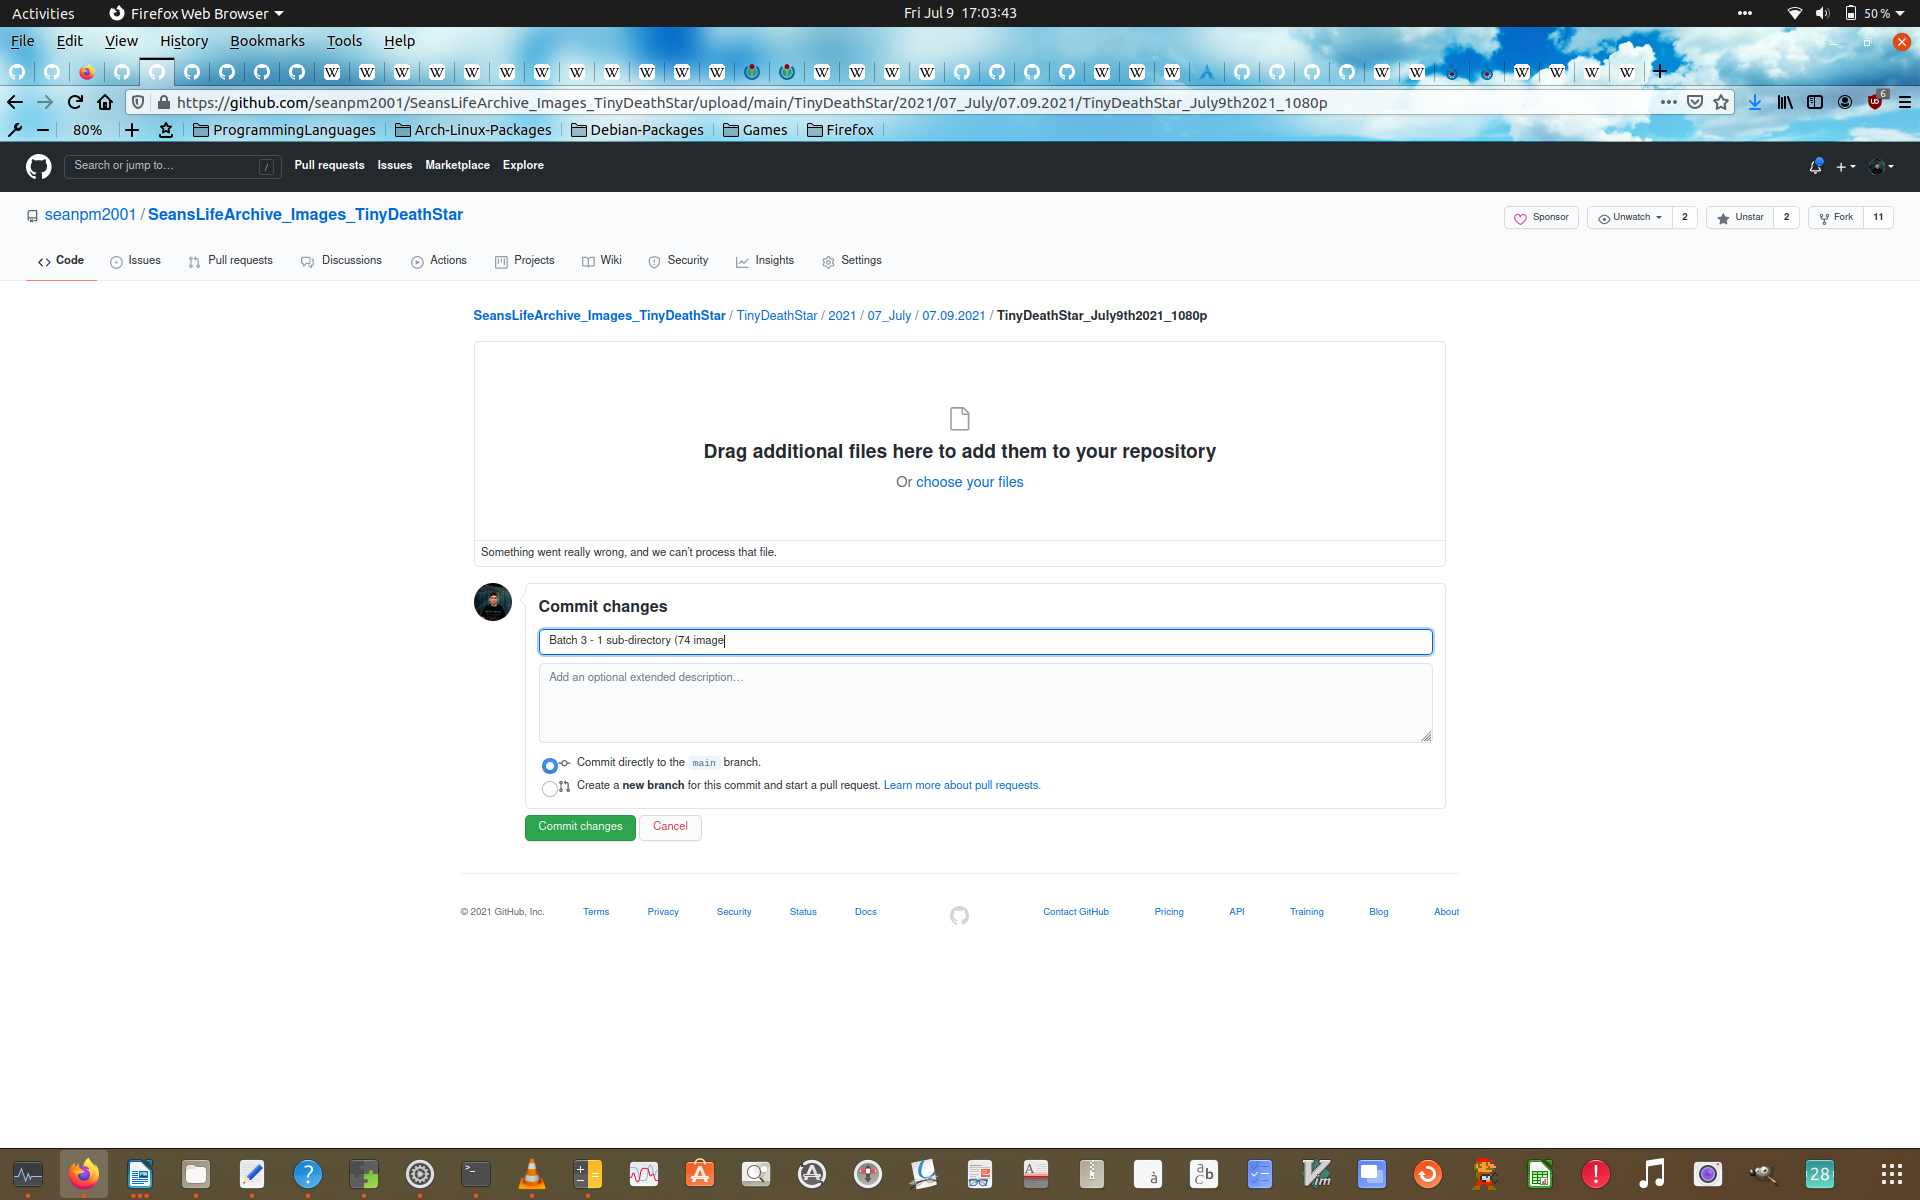 Activities
Firefox Web Browser
Fri Jul 9 17:03:43
50 %
File Edit View History Bookmarks Tools Help
https://github.com/seanpm2001/SeansLifeArchive_Images_TinyDeathStar/upload/main/TinyDeathStar/2021/07_July/07.09.2021/TinyDeathStar_July9th2021_1080p
6
80%
ProgrammingLanguages Arch-Linux-Packages Debian-Packages Games Firefox
Search or jump to… /
Pull requests Issues Marketplace Explore
seanpm2001 / SeansLifeArchive_Images_TinyDeathStar
Sponsor Unwatch 2 Unstar 2 Fork 11
Code Issues Pull requests Discussions Actions Projects Wiki Security Insights Settings
SeansLifeArchive_Images_TinyDeathStar / TinyDeathStar / 2021 / 07_July / 07.09.2021 / TinyDeathStar_July9th2021_1080p
Drag additional files here to add them to your repository
Or choose your files
Something went really wrong, and we can't process that file.
Commit changes
Batch 3 - 1 sub-directory (74 image
Add an optional extended description…
Commit directly to the main branch.
Create a new branch for this commit and start a pull request. Learn more about pull requests.
Commit changes Cancel
© 2021 GitHub, Inc. Terms Privacy Security Status Docs Contact GitHub Pricing API Training Blog About
28